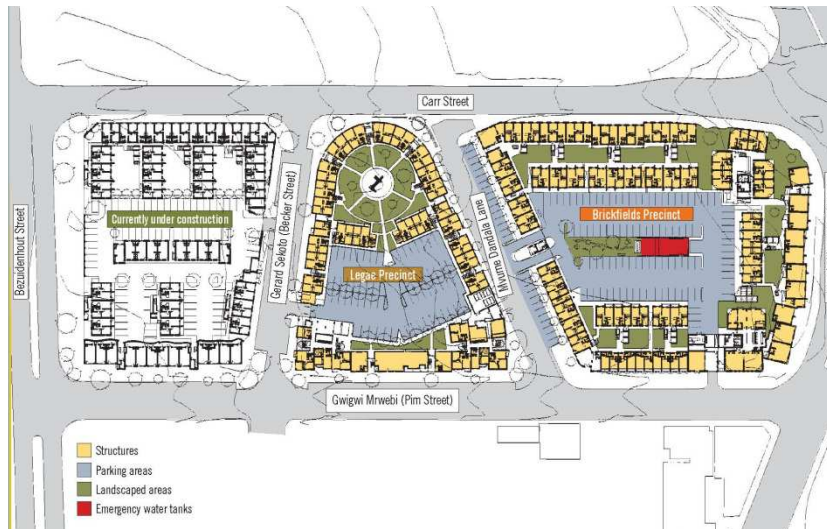 Carr Street
Bezuidenhout Street
Currently under construction
Gerard Sekoto (Becker Street)
Legae Precinct
Mvume Dandala Lane
Brickfields Precinct
Gwigwi Mrwebi (Pim Street)
Structures
Parking areas
Landscaped areas
Emergency water tanks